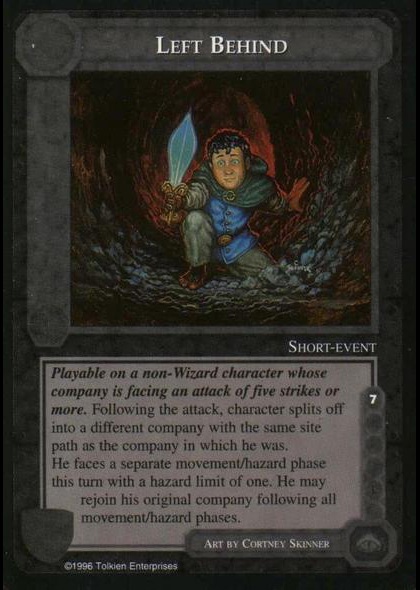 LEFT BEHIND
SHORT-EVENT
Playable on a non-Wizard character whose
company is facing an attack of five strikes or
more. Following the attack, character splits off
into a different company with the same site
path as the company in which he was.
He faces a separate movement/hazard phase
this turn with a hazard limit of one. He may
rejoin his original company following all
movement/hazard phases.
7
ART BY CORTNEY SKINNER
©1996 Tolkien Enterprises